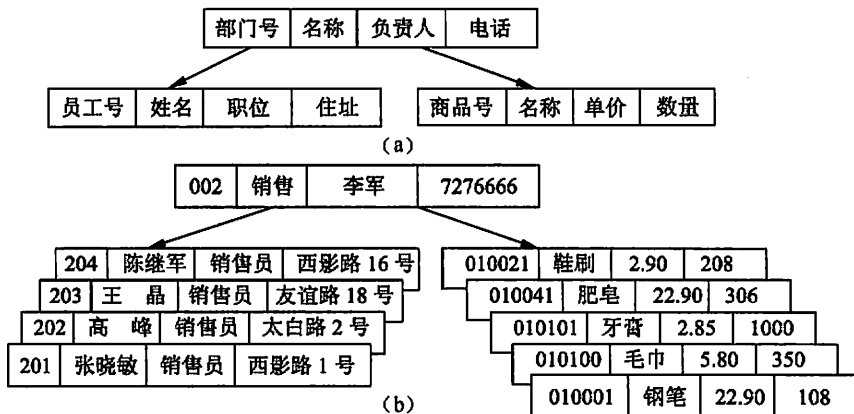 部门号 名称 负责人 电话
员工号 姓名 职位 住址 商品号 名称 单价 数量
(a)
002 销售 李军 7276666
204 陈继军 销售员 西影路 16 号 010021 鞋刷 2.90 208
203 王 晶 销售员 友谊路 18 号 010041 肥皂 22.90 306
202 高 峰 销售员 太白路 2 号 010101 牙膏 2.85 1000
201 张晓敏 销售员 西影路 1 号 010100 毛巾 5.80 350
(b) 010001 钢笔 22.90 108